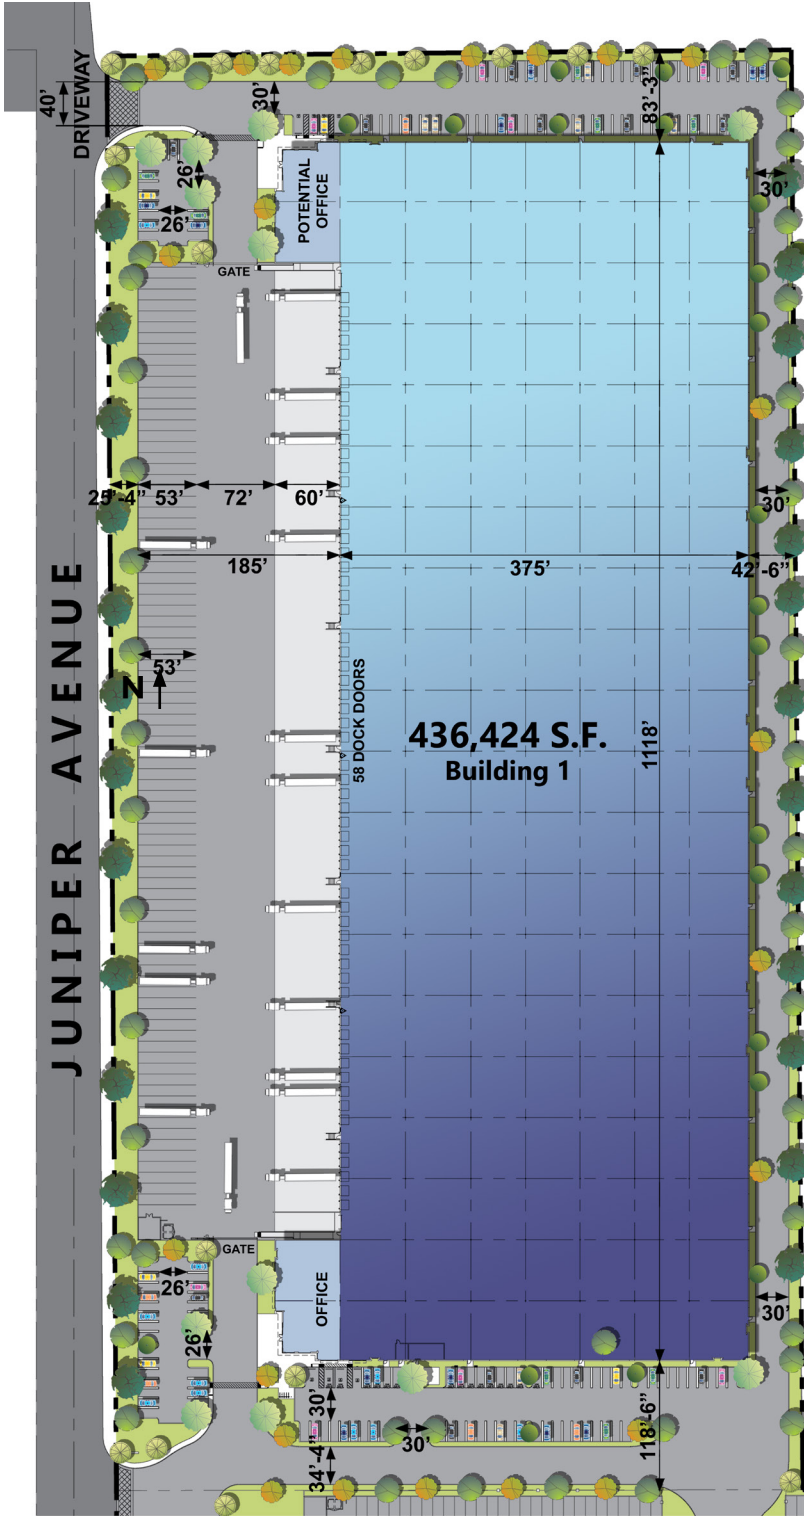 40’
DRIVEWAY
30’
83’-3”
26’
26’
POTENTIAL
OFFICE
30’
GATE
25’-4”
53’
72’
60’
30’
185’
375’
42’-6”
53’
N
58 DOCK DOORS
436,424 S.F.
Building 1
1118’
JUNIPER AVENUE
GATE
26’
OFFICE
30’
26’
30’
30’
34’-4”
118’-6”